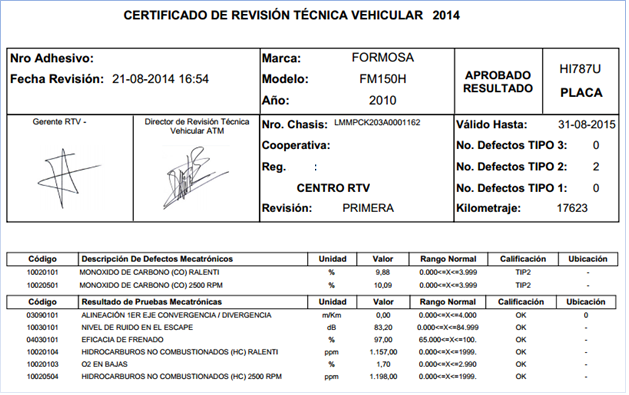 CERTIFICADO DE REVISIÓN TÉCNICA VEHICULAR 2014
Nro Adhesivo:
Fecha Revisión: 21-08-2014 16:54
Marca: FORMOSA
Modelo: FM150H
Año: 2010
APROBADO
RESULTADO
HI787U
PLACA
Gerente RTV -
Director de Revisión Técnica
Vehicular ATM
Nro. Chasis: LMMPCK203A0001162
Cooperativa:
Reg. :
CENTRO RTV
Revisión: PRIMERA
Válido Hasta: 31-08-2015
No. Defectos TIPO 3: 0
No. Defectos TIPO 2: 2
No. Defectos TIPO 1: 0
Kilometraje: 17623
Código Descripción De Defectos Mecatrónicos Unidad Valor Rango Normal Calificación Ubicación
10020101 MONOXIDO DE CARBONO (CO) RALENTI % 9,88 0.000<=X<=3.999 TIP2 -
10020501 MONOXIDO DE CARBONO (CO) 2500 RPM % 10,09 0.000<=X<=3.999 TIP2 -
Código Resultado de Pruebas Mecatrónicas Unidad Valor Rango Normal Calificación Ubicación
03090101 ALINEACIÓN 1ER EJE CONVERGENCIA / DIVERGENCIA m/Km 0,00 0.000<=X<=4.000 OK 0
10030101 NIVEL DE RUIDO EN EL ESCAPE dB 83,20 0.000<=X<=84.999 OK -
04030101 EFICACIA DE FRENADO % 97,00 65.000<=X<=100. OK -
10020104 HIDROCARBUROS NO COMBUSTIONADOS (HC) RALENTI ppm 1.157,00 0.000<=X<=1999. OK -
10020103 O2 EN BAJAS % 1,70 0.000<=X<=2.990 OK -
10020504 HIDROCARBUROS NO COMBUSTIONADOS (HC) 2500 RPM ppm 1.198,00 0.000<=X<=1999. OK -